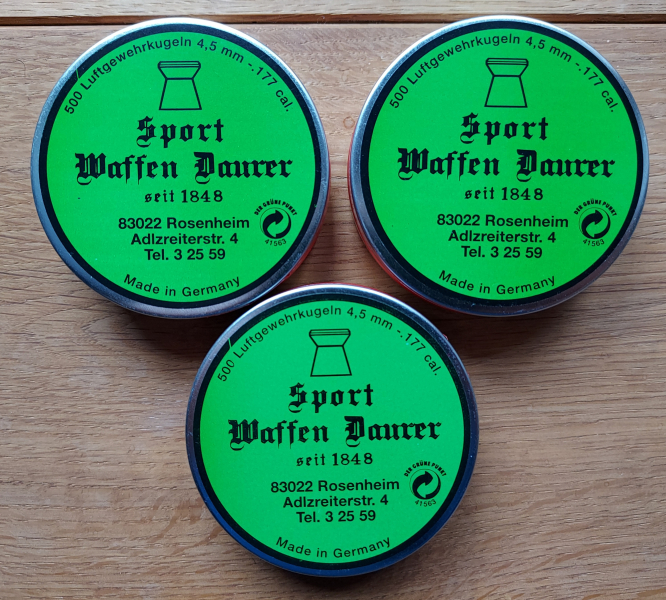 500 Luftgewehrkugeln 4,5 mm -.177 cal.
Sport
Waffen Daurer
seit 1848
DER GRÜNE PUNKT
41563
83022 Rosenheim
Adlzreiterstr. 4
Tel. 3 25 59
Made in Germany
500 Luftgewehrkugeln 4,5 mm -.177 cal.
Sport
Waffen Daurer
seit 1848
DER GRÜNE PUNKT
41563
83022 Rosenheim
Adlzreiterstr. 4
Tel. 3 25 59
Made in Germany
500 Luftgewehrkugeln 4,5 mm -.177 cal.
Sport
Waffen Daurer
seit 1848
DER GRÜNE PUNKT
41563
83022 Rosenheim
Adlzreiterstr. 4
Tel. 3 25 59
Made in Germany